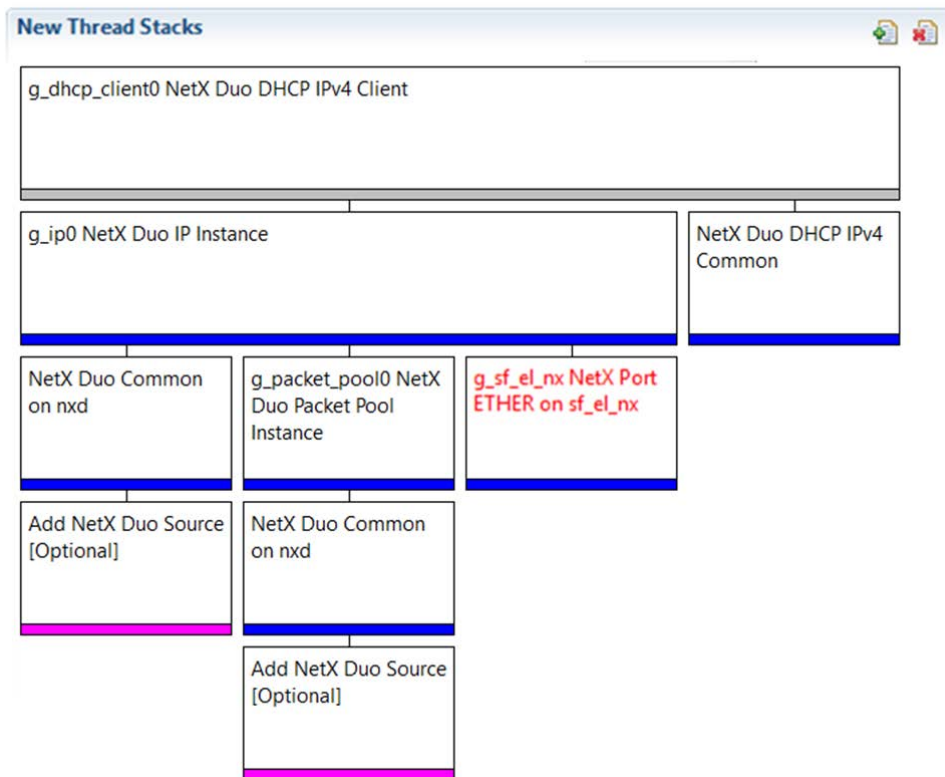 New Thread Stacks
g_dhcp_client0 NetX Duo DHCP IPv4 Client
g_ip0 NetX Duo IP Instance
NetX Duo DHCP IPv4
Common
NetX Duo Common
on nxd
g_packet_pool0 NetX
Duo Packet Pool
Instance
g_sf_el_nx NetX Port
ETHER on sf_el_nx
Add NetX Duo Source
[Optional]
NetX Duo Common
on nxd
Add NetX Duo Source
[Optional]